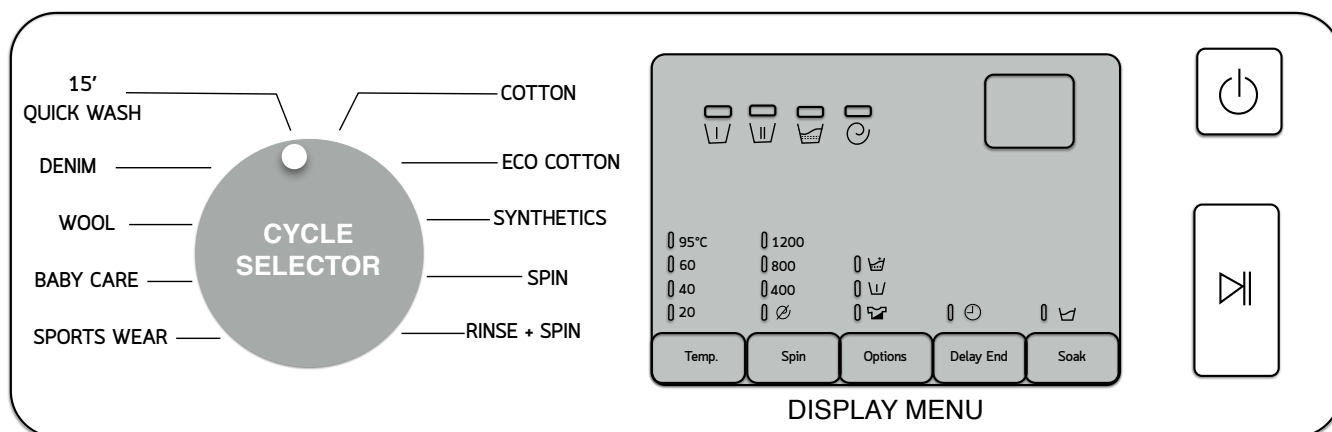 15’
QUICK WASH
DENIM
WOOL
BABY CARE
SPORTS WEAR
CYCLE
SELECTOR
COTTON
ECO COTTON
SYNTHETICS
SPIN
RINSE + SPIN
I II
95°C 1200
60 800
40 400 I
20
Temp. Spin Options Delay End Soak
DISPLAY MENU